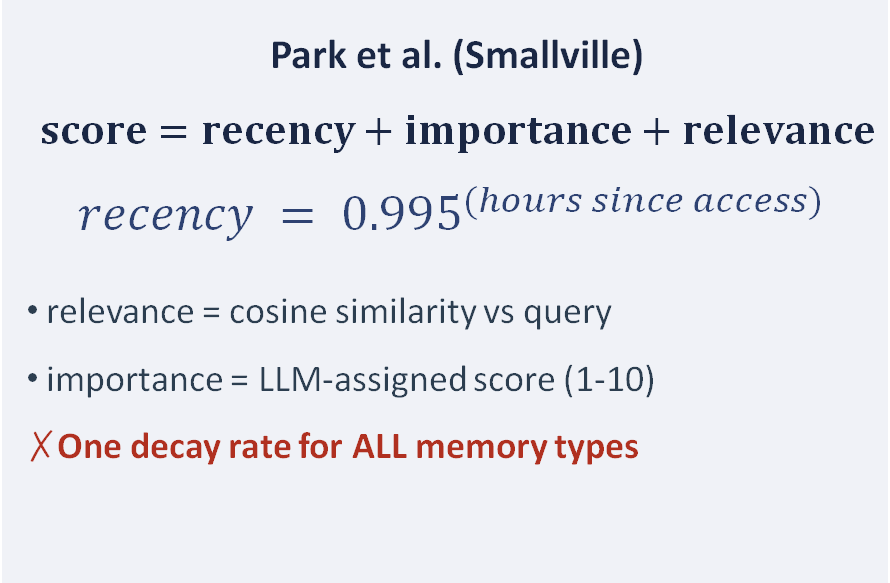 Park et al. (Smallville)
score = recency + importance + relevance
recency = 0.995^(hours since access)
• relevance = cosine similarity vs query
• importance = LLM-assigned score (1-10)
✗ One decay rate for ALL memory types